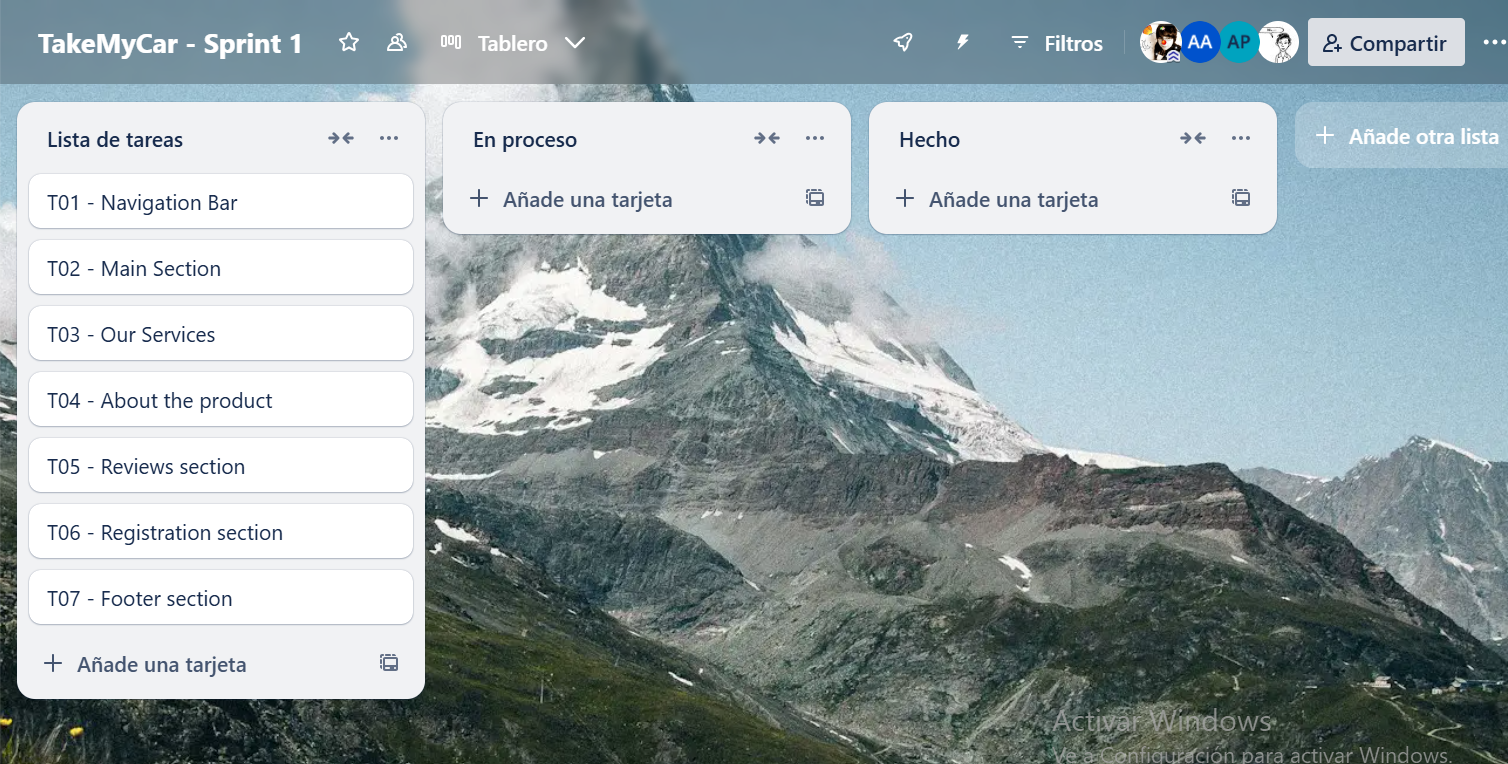 TakeMyCar - Sprint 1
Tablero
Filtros
AA
AP
Compartir
Lista de tareas
T01 - Navigation Bar
T02 - Main Section
T03 - Our Services
T04 - About the product
T05 - Reviews section
T06 - Registration section
T07 - Footer section
Añade una tarjeta
En proceso
Añade una tarjeta
Hecho
Añade una tarjeta
Añade otra lista
Activar Windows
Ve a Configuración para activar Windows.